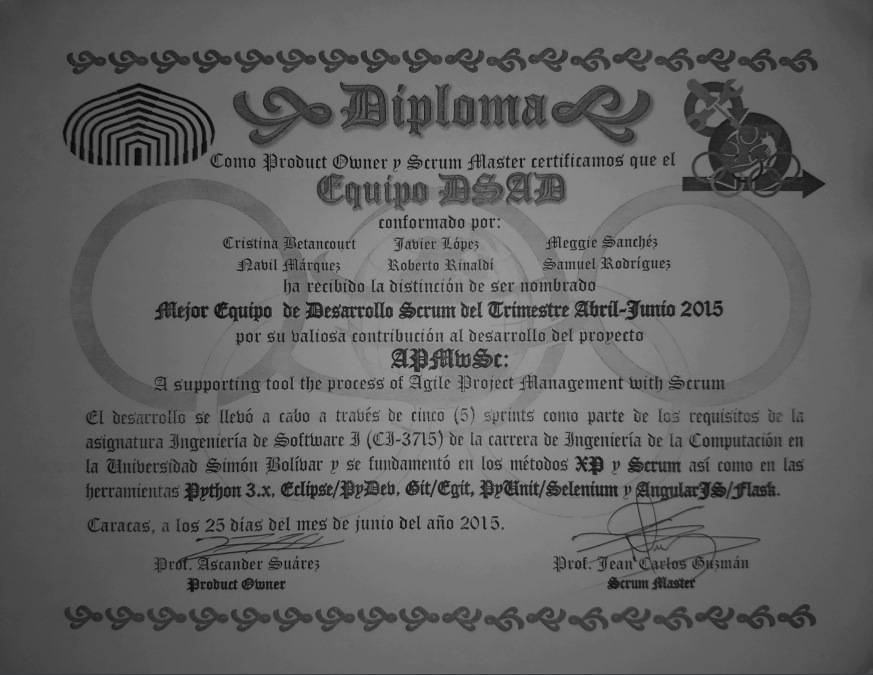 Diploma
Como Product Owner y Scrum Master certificamos que el
Equipo DSAD
conformado por:
Cristina Betancourt Javier López Meggie Sanchéz
Navil Márquez Roberto Rinaldi Samuel Rodríguez
ha recibido la distinción de ser nombrado
Mejor Equipo de Desarrollo Scrum del Trimestre Abril-Junio 2015
por su valiosa contribución al desarrollo del proyecto
APMwSc:
A supporting tool the process of Agile Project Management with Scrum
El desarrollo se llevó a cabo a través de cinco (5) sprints como parte de los requisitos de la
asignatura Ingeniería de Software I (CI-3715) de la carrera de Ingeniería de la Computación en
la Universidad Simón Bolívar y se fundamentó en los métodos XP y Scrum así como en las
herramientas Python 3.x, Eclipse/PyDev, Git/Egit, PyUnit/Selenium y AngularJS/Flask.
Caracas, a los 25 días del mes de junio del año 2015.
Prof. Ascander Suárez Prof. Jean Carlos Guzmán
Product Owner Scrum Master